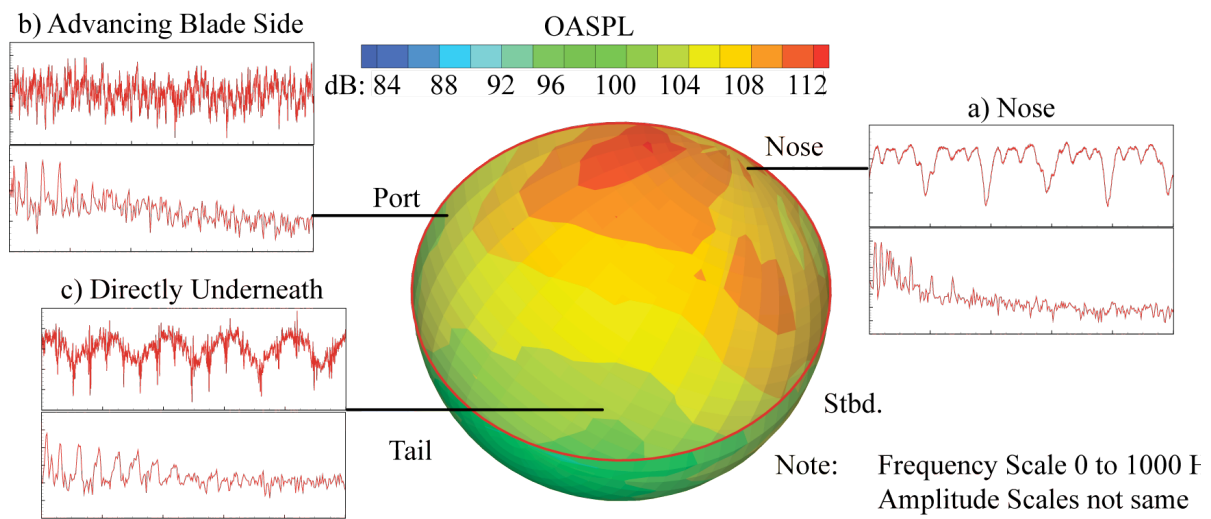 b) Advancing Blade Side
OASPL
dB: 84 88 92 96 100 104 108 112
a) Nose
Nose
Port
c) Directly Underneath
Stbd.
Tail
Note: Frequency Scale 0 to 1000
Amplitude Scales not same